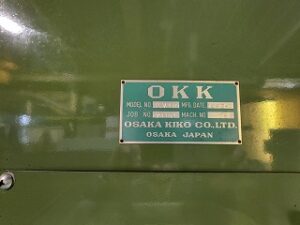 OKK
MODEL NO. MFG. DATE
JOB NO. MACH. NO.
OSAKA KIKO CO., LTD.
OSAKA JAPAN